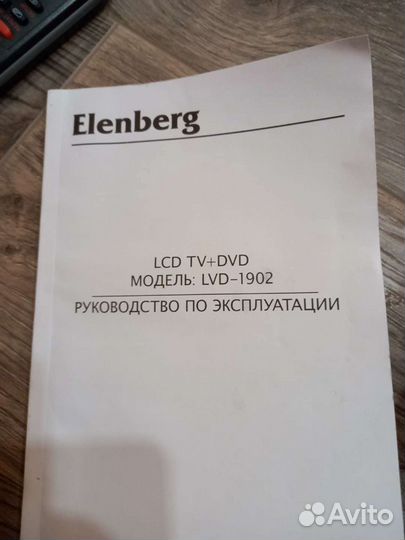 Elenberg
LCD TV+DVD
МОДЕЛЬ: LVD-1902
РУКОВОДСТВО ПО ЭКСПЛУАТАЦИИ
Avito